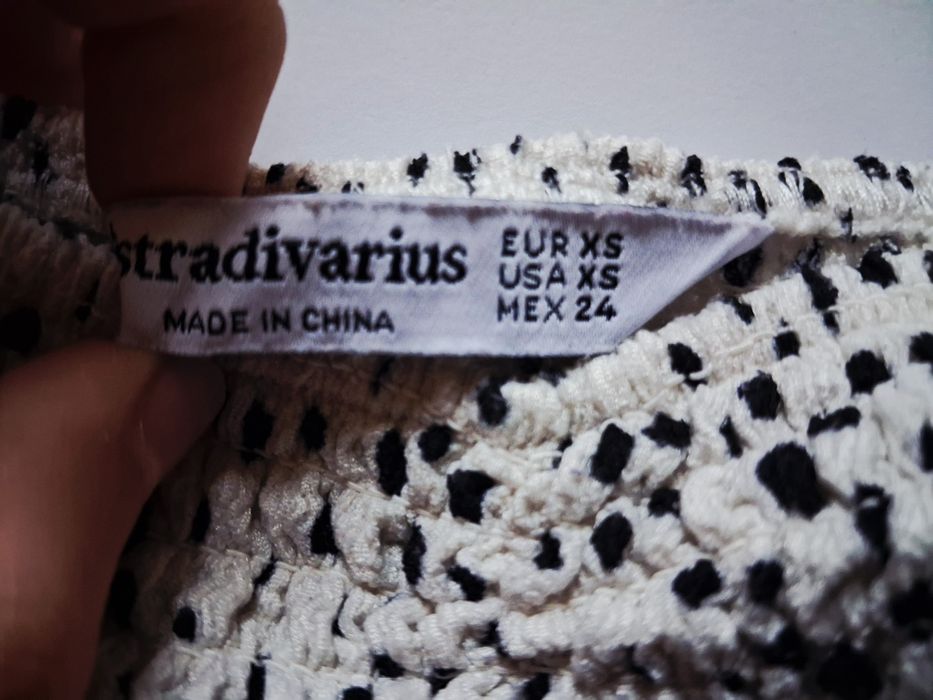 stradivarius
MADE IN CHINA
EUR XS
USA XS
MEX 24